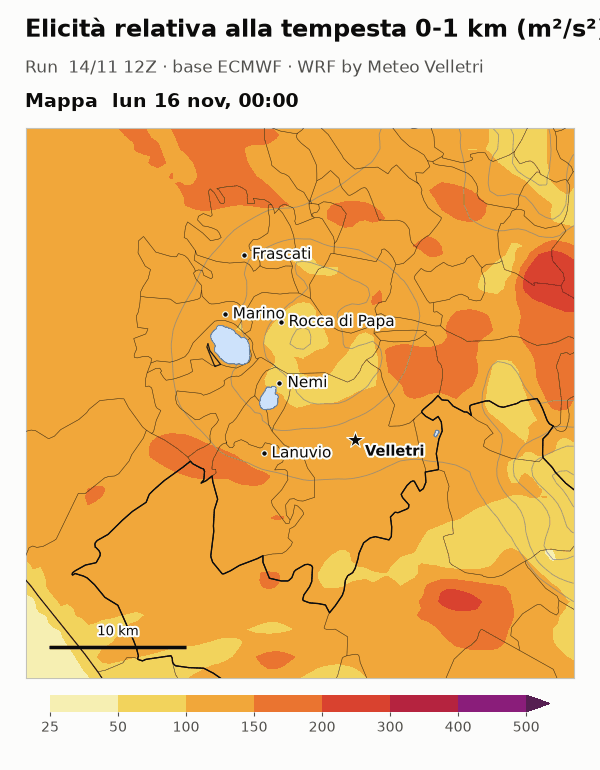 Elicità relativa alla tempesta 0-1 km (m²/s²)
Run 14/11 12Z · base ECMWF · WRF by Meteo Velletri
Mappa lun 16 nov, 00:00
Frascati
Marino
Rocca di Papa
Nemi
Velletri
Lanuvio
10 km
25 50 100 150 200 300 400 500